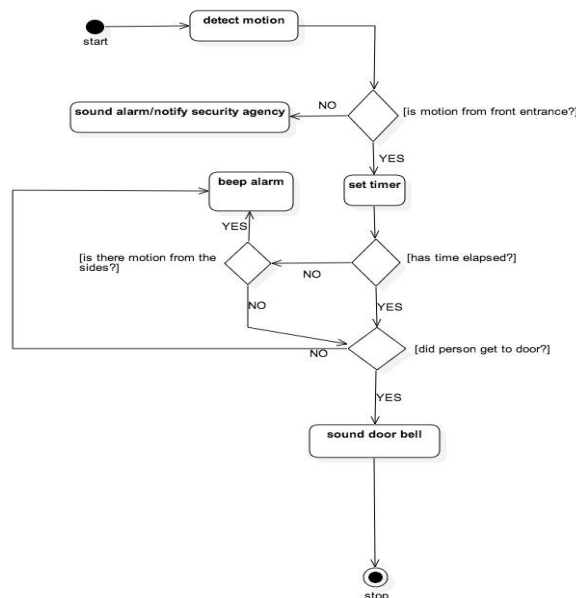 detect motion
start
NO
sound alarm/notify security agency
[is motion from front entrance?]
YES
beep alarm
set timer
YES
[is there motion from the
sides?]
NO
[has time elapsed?]
NO
YES
NO
[did person get to door?]
YES
sound door bell
stop